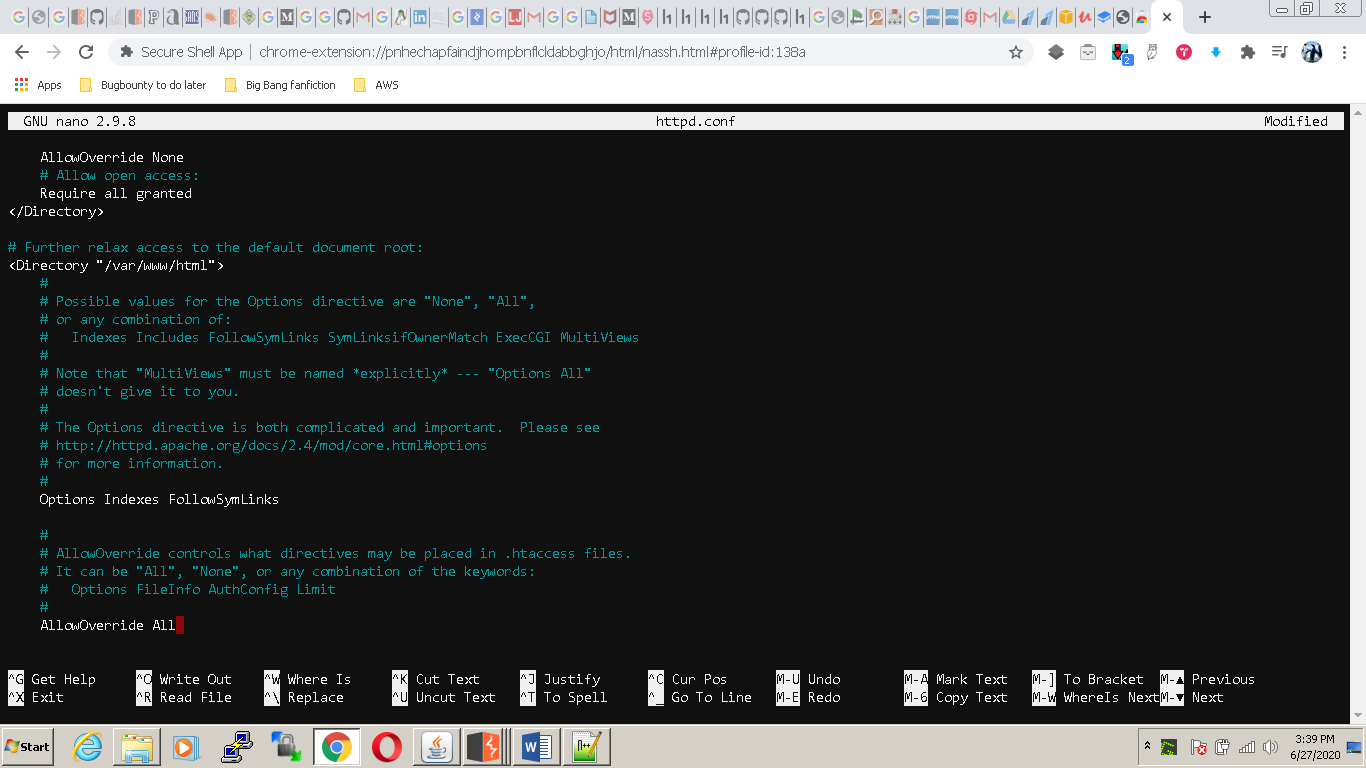 Secure Shell App | chrome-extension://pnhechapfaindjhompbnflcldabbghjo/html/nassh.html#profile-id:138a
2
Apps Bugbounty to do later Big Bang fanfiction AWS
GNU nano 2.9.8 httpd.conf Modified
AllowOverride None
# Allow open access:
Require all granted
</Directory>
# Further relax access to the default document root:
<Directory "/var/www/html">
#
# Possible values for the Options directive are "None", "All",
# or any combination of:
#   Indexes Includes FollowSymLinks SymLinksifOwnerMatch ExecCGI MultiViews
#
# Note that "MultiViews" must be named *explicitly* --- "Options All"
# doesn't give it to you.
#
# The Options directive is both complicated and important.  Please see
# http://httpd.apache.org/docs/2.4/mod/core.html#options
# for more information.
#
Options Indexes FollowSymLinks
#
# AllowOverride controls what directives may be placed in .htaccess files.
# It can be "All", "None", or any combination of the keywords:
#   Options FileInfo AuthConfig Limit
#
AllowOverride All
^G Get Help ^O Write Out ^W Where Is ^K Cut Text ^J Justify ^C Cur Pos M-U Undo M-A Mark Text M-] To Bracket M-▲ Previous
^X Exit ^R Read File ^\ Replace ^U Uncut Text ^T To Spell ^_ Go To Line M-E Redo M-6 Copy Text M-W WhereIs Next M-▼ Next
Start
3:39 PM
6/27/2020